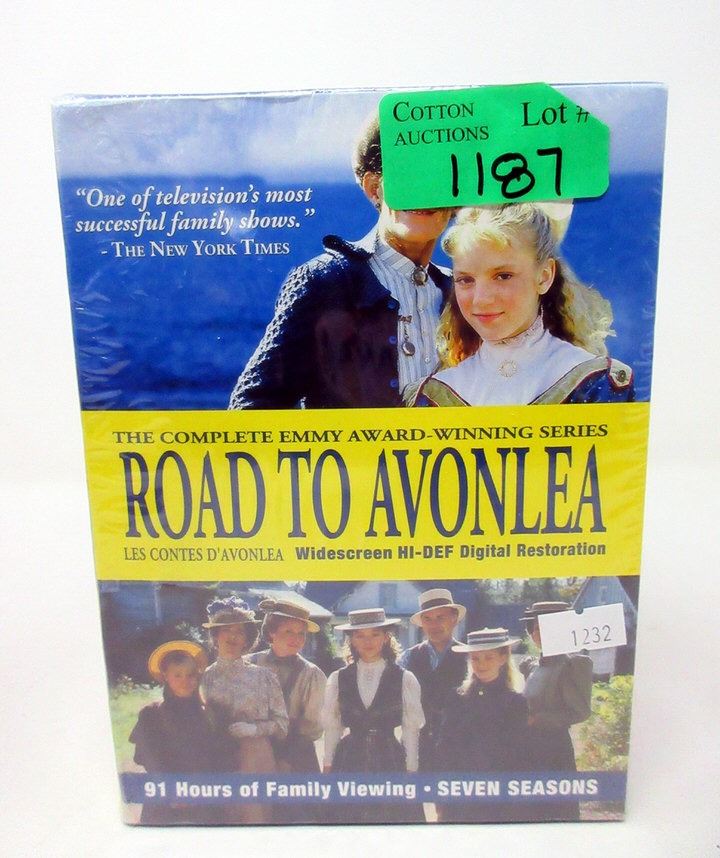 COTTON AUCTIONS
Lot #
1187
"One of television's most
successful family shows."
- THE NEW YORK TIMES
THE COMPLETE EMMY AWARD-WINNING SERIES
ROAD TO AVONLEA
LES CONTES D'AVONLEA Widescreen HI-DEF Digital Restoration
1232
91 Hours of Family Viewing • SEVEN SEASONS